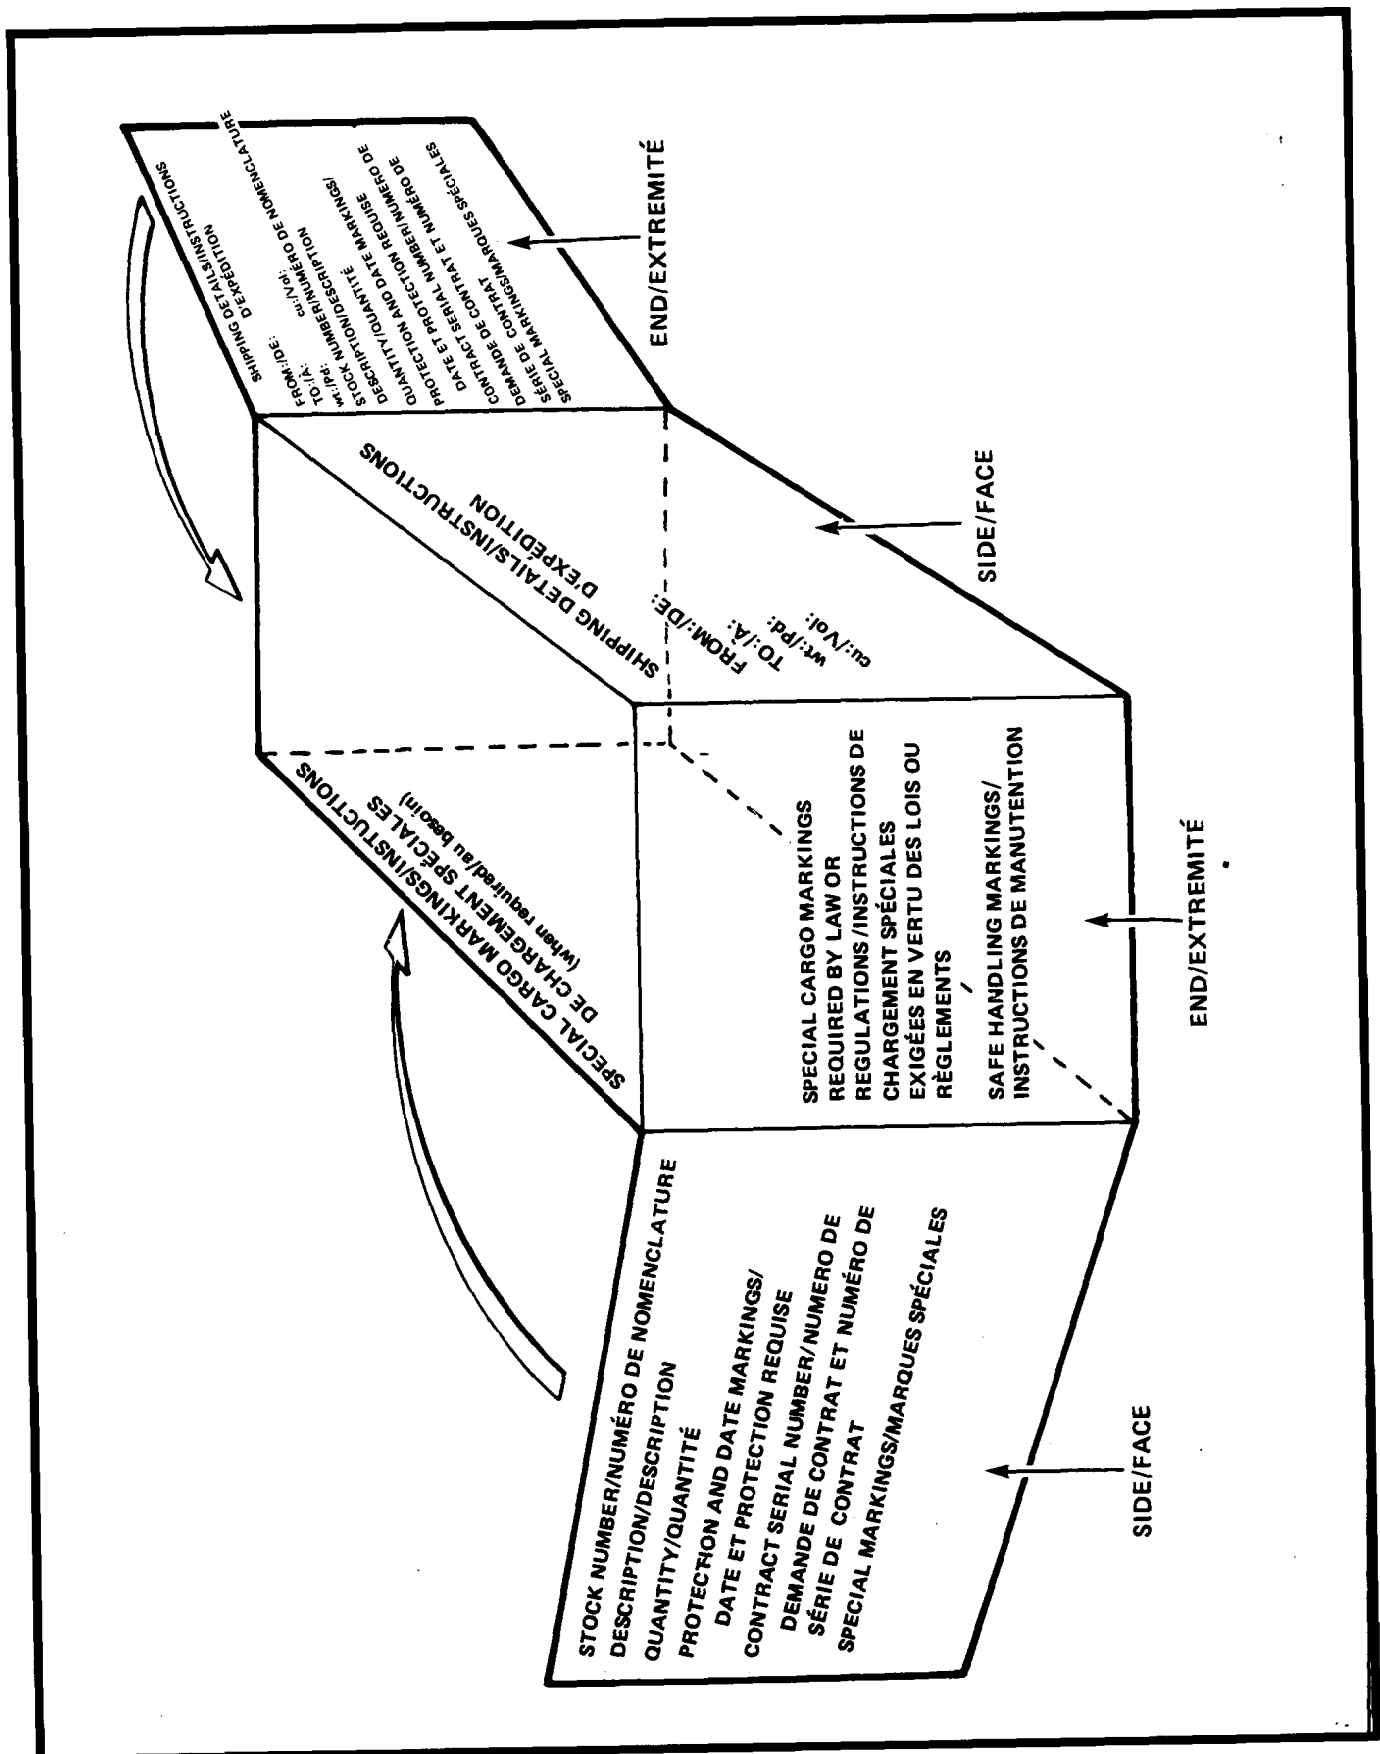 STOCK NUMBER/NUMÉRO DE NOMENCLATURE
DESCRIPTION/DESCRIPTION
QUANTITY/QUANTITÉ
PROTECTION AND DATE MARKINGS/
DATE ET PROTECTION REQUISE
CONTRACT SERIAL NUMBER/NUMERO DE
DEMANDE DE CONTRAT ET NUMÉRO DE
SÉRIE DE CONTRAT
SPECIAL MARKINGS/MARQUES SPÉCIALES
SIDE/FACE
SPECIAL CARGO MARKINGS/INSTUCTIONS
DE CHARGEMENT SPÉCIALES
(when required/au besoin)
SPECIAL CARGO MARKINGS
REQUIRED BY LAW OR
REGULATIONS/INSTRUCTIONS DE
CHARGEMENT SPÉCIALES
EXIGÉES EN VERTU DES LOIS OU
RÈGLEMENTS
SAFE HANDLING MARKINGS/
INSTRUCTIONS DE MANUTENTION
END/EXTREMITÉ
SHIPPING DETAILS/INSTRUCTIONS
D'EXPÉDITION
FROM:/DE:
TO:/À:
wt:/Pd:
cu:/Vol:
SIDE/FACE
SHIPPING DETAILS/INSTRUCTIONS
D'EXPÉDITION
FROM:/DE:
TO:/À:
wt:/Pd: cu:/Vol:
STOCK NUMBER/NUMÉRO DE NOMENCLATURE
DESCRIPTION/DESCRIPTION
QUANTITY/QUANTITÉ
PROTECTION AND DATE MARKINGS/
DATE ET PROTECTION REQUISE
CONTRACT SERIAL NUMBER/NUMERO DE
DEMANDE DE CONTRAT ET NUMÉRO DE
SÉRIE DE CONTRAT
SPECIAL MARKINGS/MARQUES SPÉCIALES
END/EXTREMITÉ